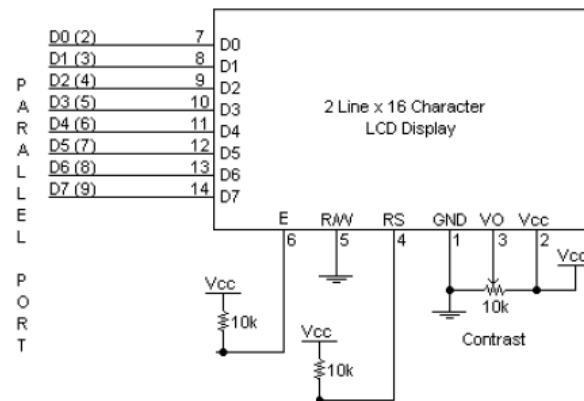 PARALLEL PORT
D0 (2) 7 D0
D1 (3) 8 D1
D2 (4) 9 D2
D3 (5) 10 D3
D4 (6) 11 D4
D5 (7) 12 D5
D6 (8) 13 D6
D7 (9) 14 D7
2 Line x 16 Character
LCD Display
E R/W RS GND VO Vcc
6 5 4 1 3 2
Vcc
10k
Vcc
10k
Vcc
10k
Contrast